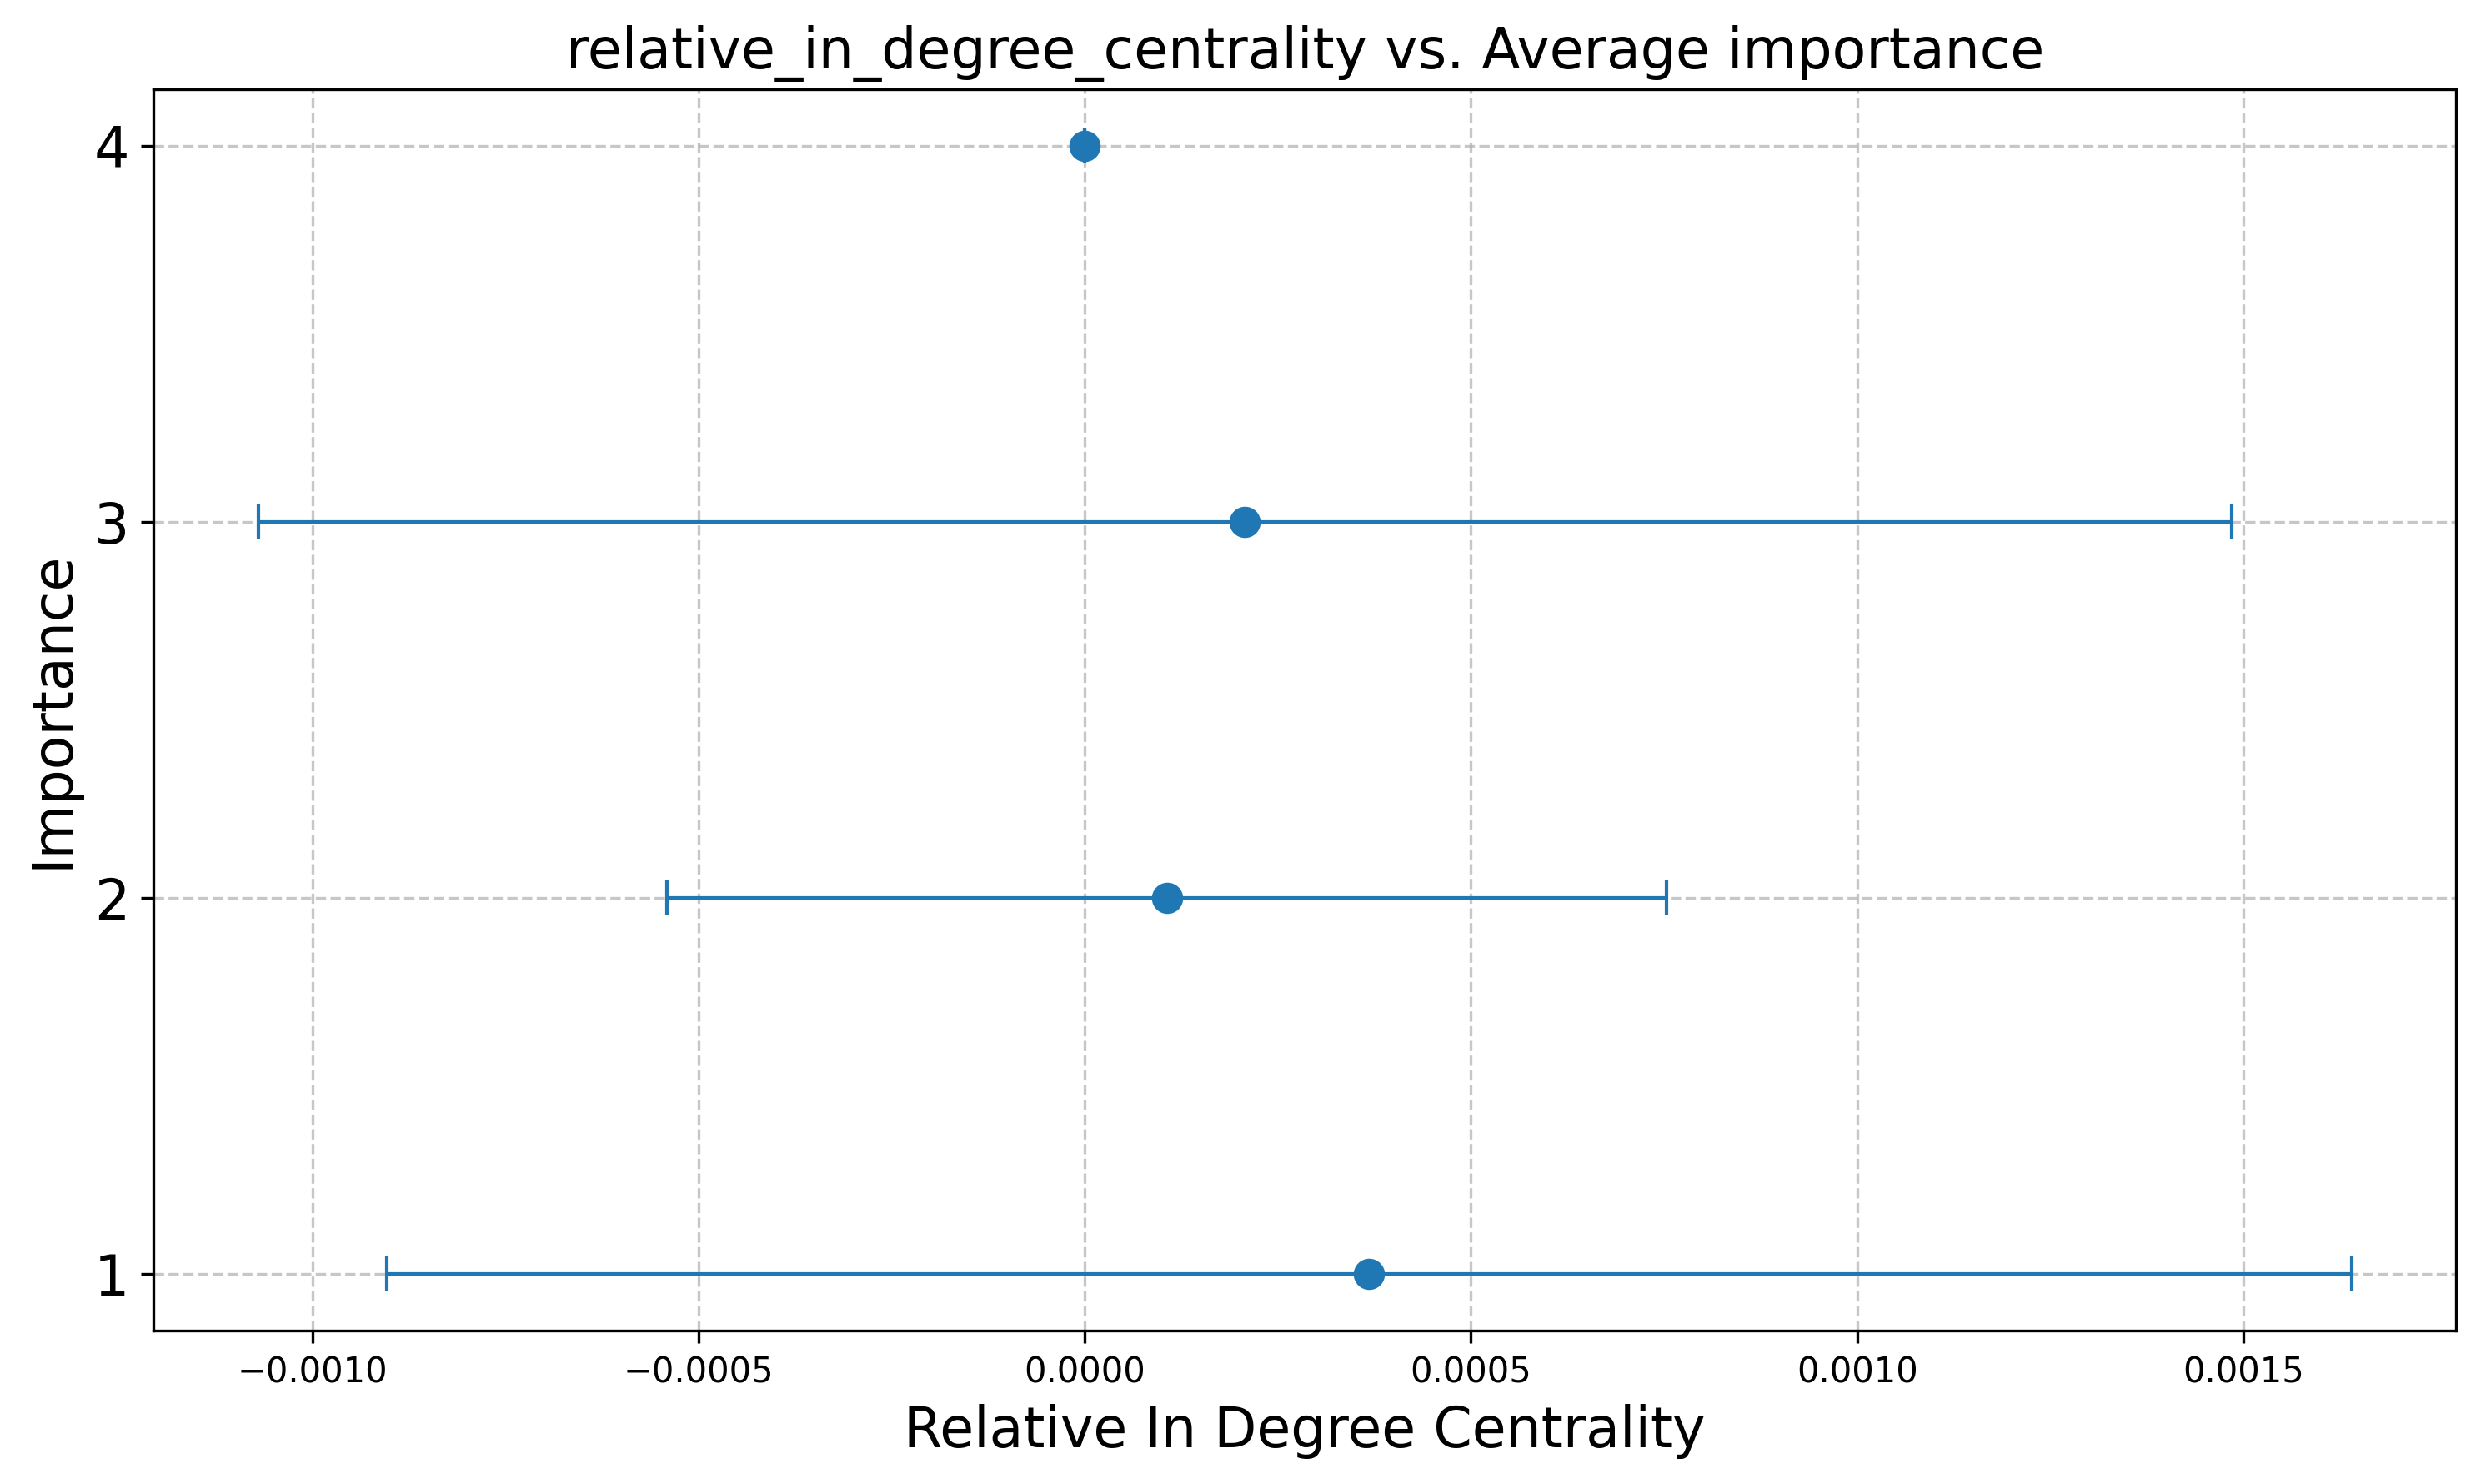 relative_in_degree_centrality vs. Average importance
Importance
4
3
2
1
−0.0010 −0.0005 0.0000 0.0005 0.0010 0.0015
Relative In Degree Centrality